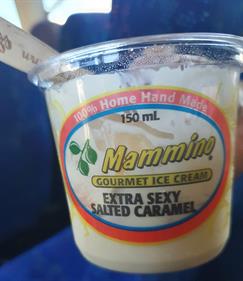 100% Home Hand Made
150 mL
Mammino
GOURMET ICE CREAM
EXTRA SEXY
SALTED CARAMEL